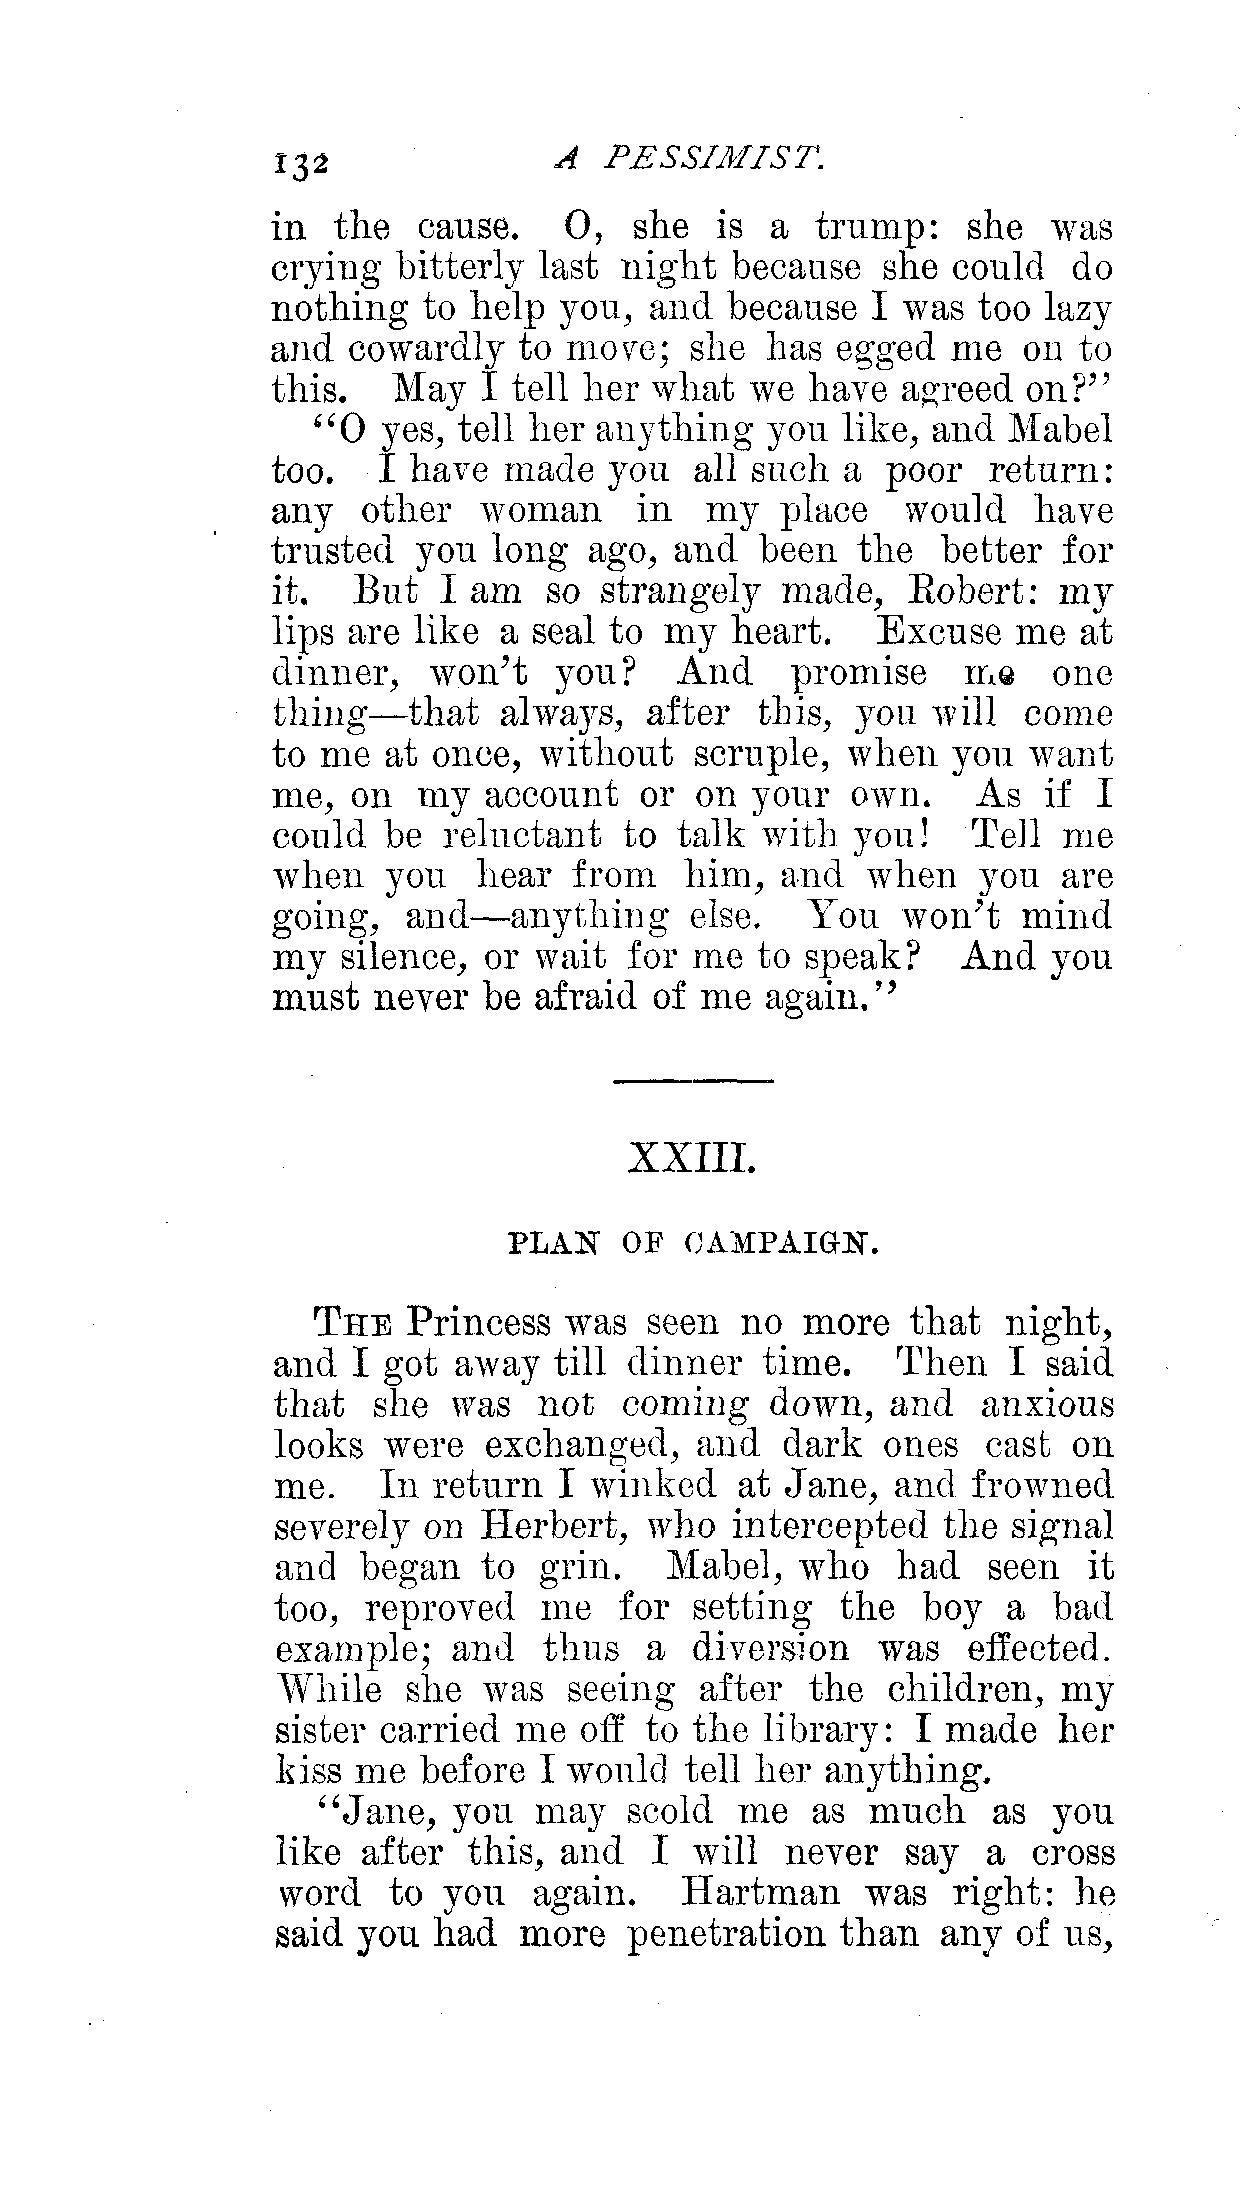 132 A PESSIMIST.
in the cause. O, she is a trump: she was
crying bitterly last night because she could do
nothing to help you, and because I was too lazy
and cowardly to move; she has egged me on to
this. May I tell her what we have agreed on?"
"O yes, tell her anything you like, and Mabel
too. I have made you all such a poor return:
any other woman in my place would have
trusted you long ago, and been the better for
it. But I am so strangely made, Robert: my
lips are like a seal to my heart. Excuse me at
dinner, won't you? And promise me one
thing—that always, after this, you will come
to me at once, without scruple, when you want
me, on my account or on your own. As if I
could be reluctant to talk with you! Tell me
when you hear from him, and when you are
going, and—anything else. You won't mind
my silence, or wait for me to speak? And you
must never be afraid of me again."
XXIII.
PLAN OF CAMPAIGN.
THE Princess was seen no more that night,
and I got away till dinner time. Then I said
that she was not coming down, and anxious
looks were exchanged, and dark ones cast on
me. In return I winked at Jane, and frowned
severely on Herbert, who intercepted the signal
and began to grin. Mabel, who had seen it
too, reproved me for setting the boy a bad
example; and thus a diversion was effected.
While she was seeing after the children, my
sister carried me off to the library: I made her
kiss me before I would tell her anything.
"Jane, you may scold me as much as you
like after this, and I will never say a cross
word to you again. Hartman was right: he
said you had more penetration than any of us,